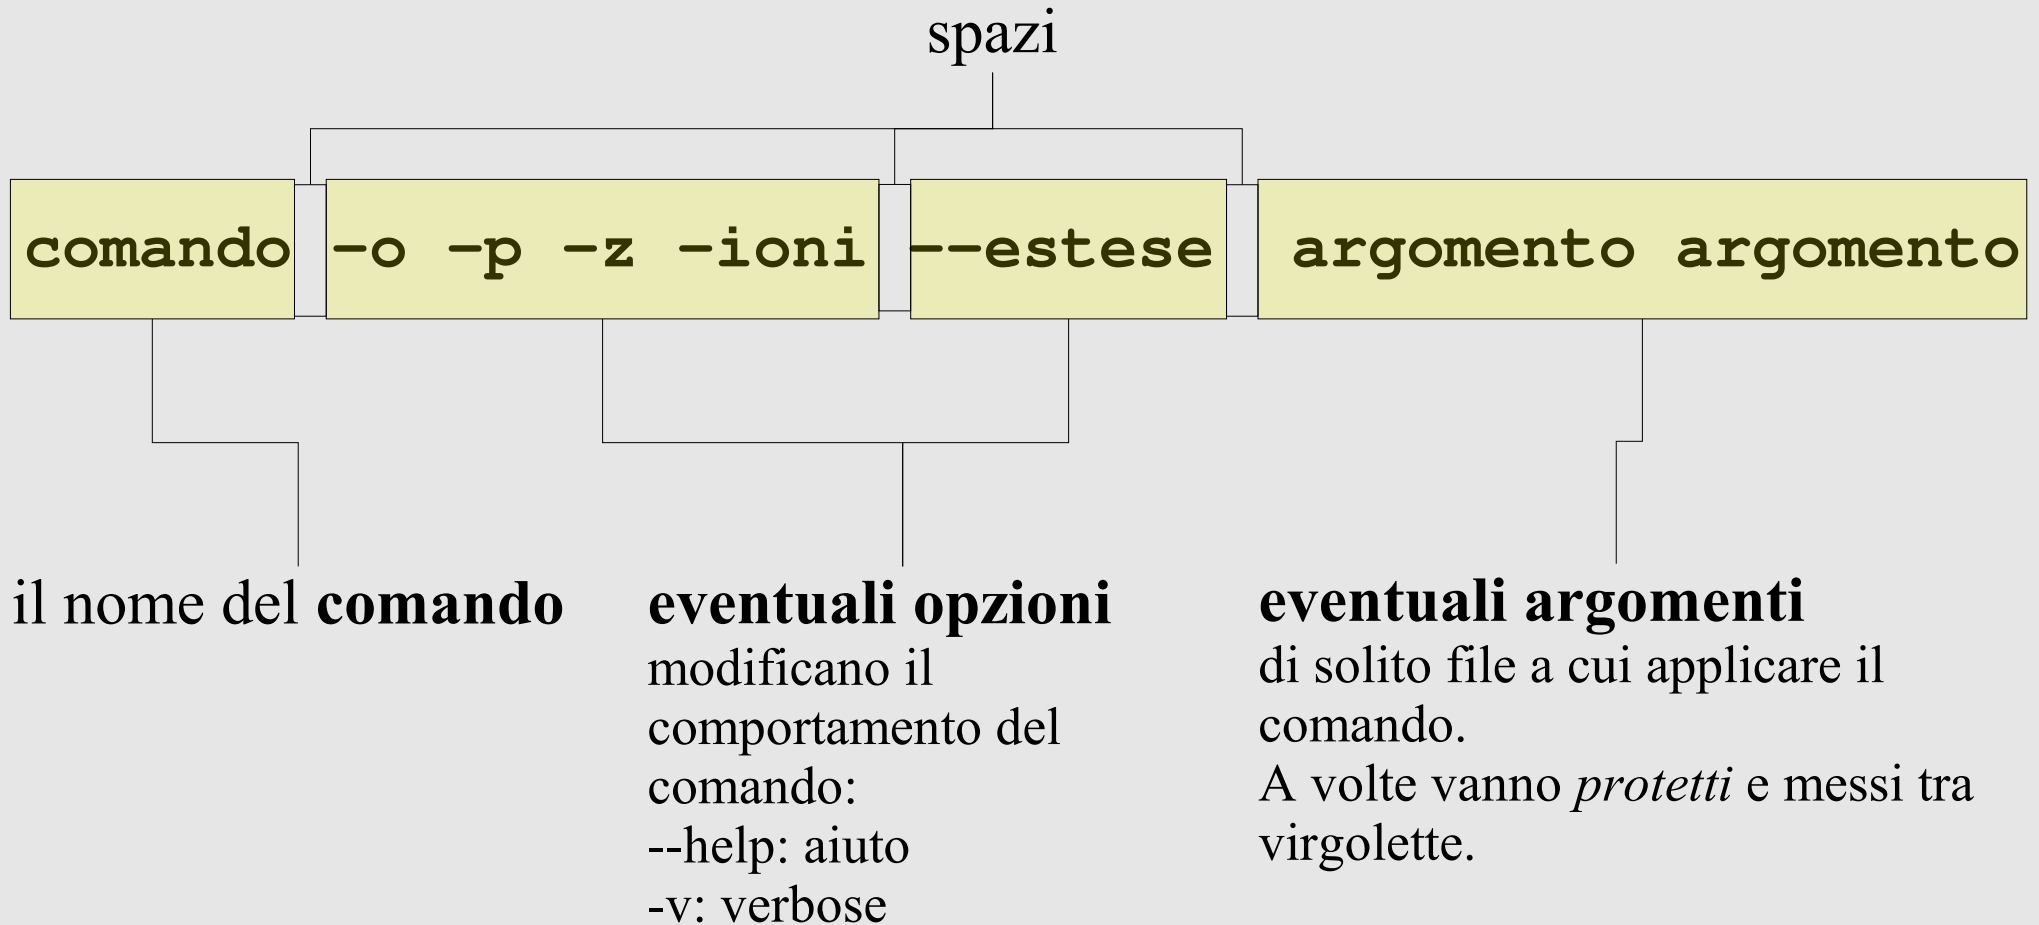 spazi
comando -o -p -z -ioni --estese argomento argomento
il nome del comando
eventuali opzioni
modificano il
comportamento del
comando:
--help: aiuto
-v: verbose
eventuali argomenti
di solito file a cui applicare il
comando.
A volte vanno protetti e messi tra
virgolette.